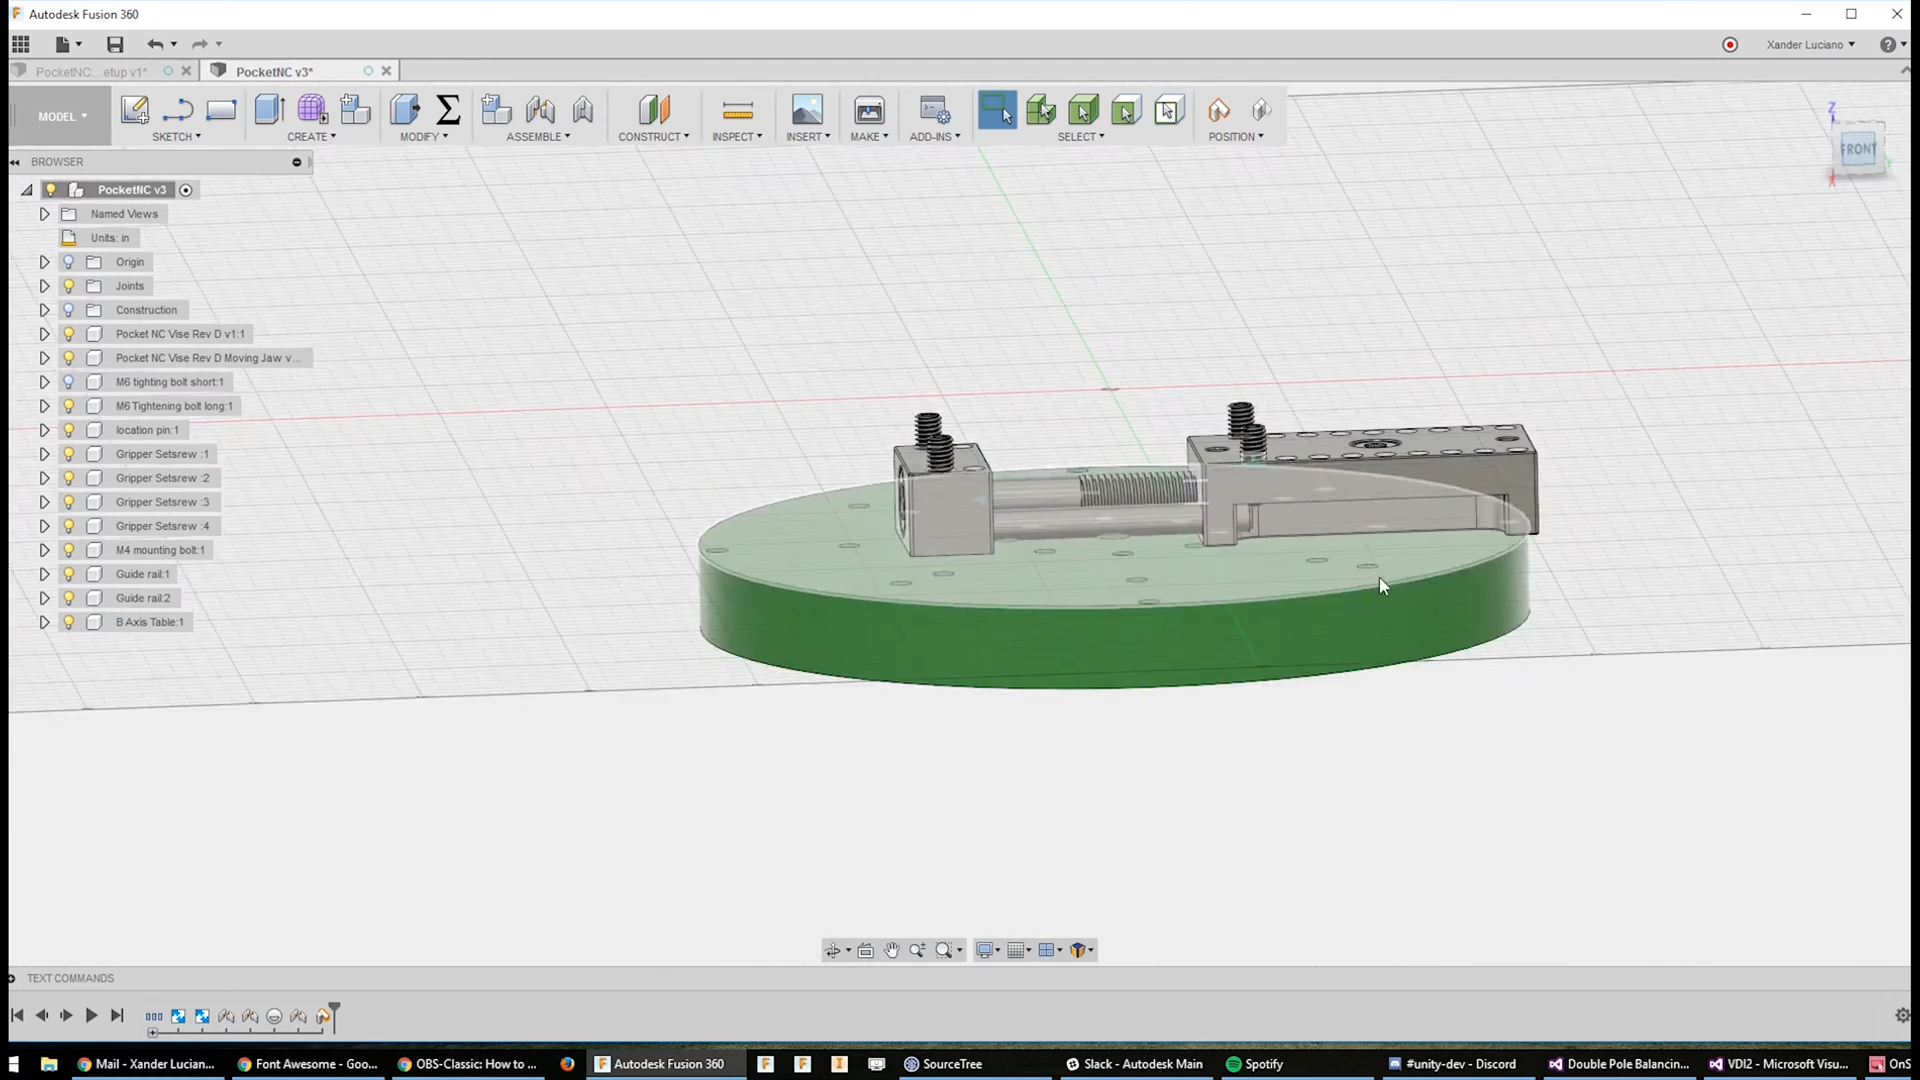 Autodesk Fusion 360
Xander Luciano
PocketNC...etup v1*
PocketNC v3*
MODEL
SKETCH
CREATE
MODIFY
ASSEMBLE
CONSTRUCT
INSPECT
INSERT
MAKE
ADD-INS
SELECT
POSITION
BROWSER
Z
FRONT
Y
X
PocketNC v3
Named Views
Units: in
Origin
Joints
Construction
Pocket NC Vise Rev D v1:1
Pocket NC Vise Rev D Moving Jaw v...
M6 tighting bolt short:1
M6 Tightening bolt long:1
location pin:1
Gripper Setsrew :1
Gripper Setsrew :2
Gripper Setsrew :3
Gripper Setsrew :4
M4 mounting bolt:1
Guide rail:1
Guide rail:2
B Axis Table:1
TEXT COMMANDS
Mail - Xander Lucian...
Font Awesome - Goo...
OBS-Classic: How to ...
Autodesk Fusion 360
SourceTree
Slack - Autodesk Main
Spotify
#unity-dev - Discord
Double Pole Balancin...
VDI2 - Microsoft Visu...
OnS